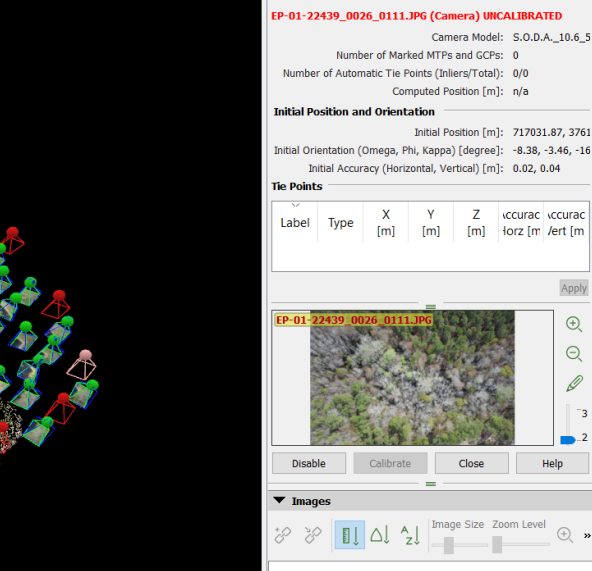 EP-01-22439_0026_0111.JPG (Camera) UNCALIBRATED
Camera Model: S.O.D.A._10.6_5
Number of Marked MTPs and GCPs: 0
Number of Automatic Tie Points (Inliers/Total): 0/0
Computed Position [m]: n/a
Initial Position and Orientation
Initial Position [m]: 717031.87, 3761
Initial Orientation (Omega, Phi, Kappa) [degree]: -8.38, -3.46, -16
Initial Accuracy (Horizontal, Vertical) [m]: 0.02, 0.04
Tie Points
Label Type X [m] Y [m] Z [m] Accurac Horz [m Accurac Vert [m
Apply
EP-01-22439_0026_0111.JPG
3
2
Disable Calibrate Close Help
Images
A Z
Image Size Zoom Level
»